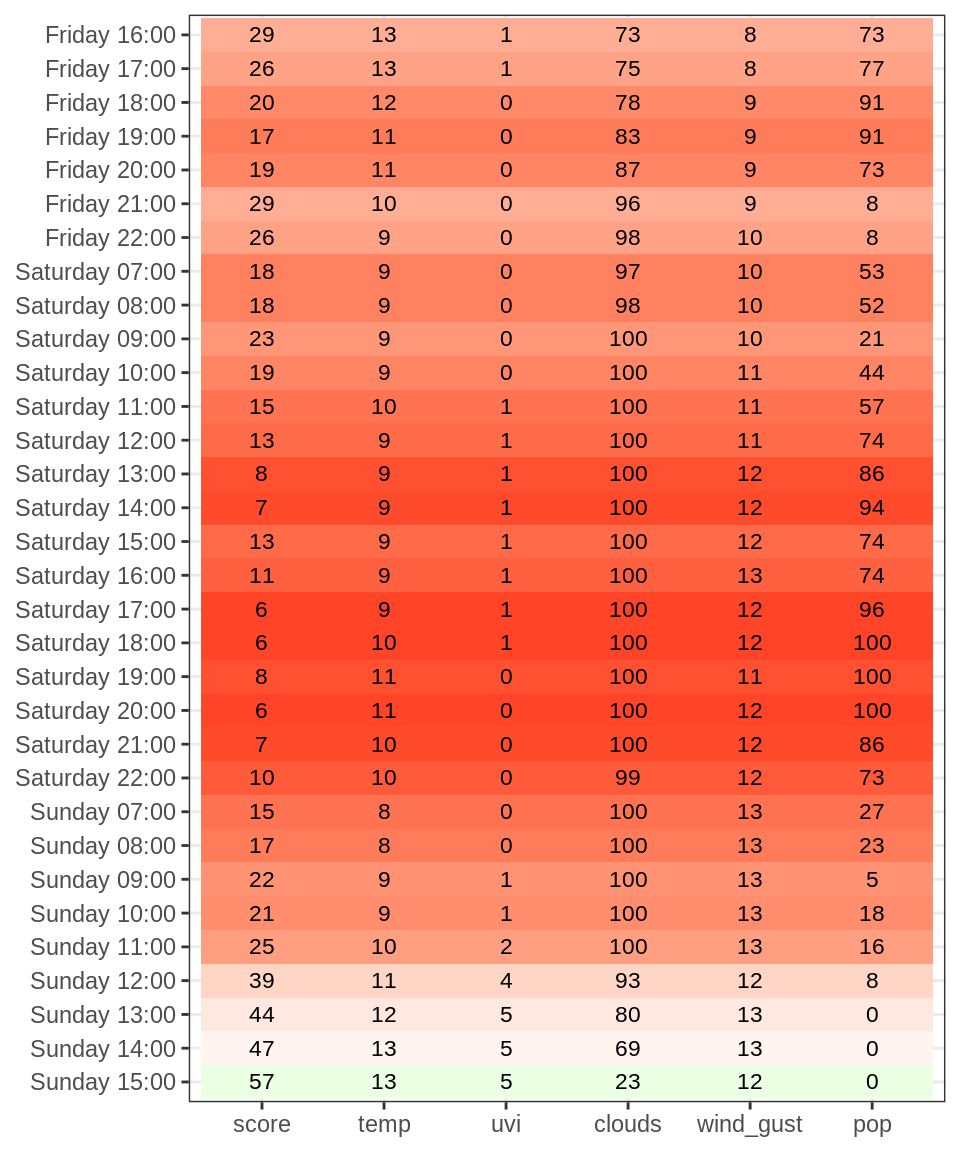 Friday 16:00 29 13 1 73 8 73
Friday 17:00 26 13 1 75 8 77
Friday 18:00 20 12 0 78 9 91
Friday 19:00 17 11 0 83 9 91
Friday 20:00 19 11 0 87 9 73
Friday 21:00 29 10 0 96 9 8
Friday 22:00 26 9 0 98 10 8
Saturday 07:00 18 9 0 97 10 53
Saturday 08:00 18 9 0 98 10 52
Saturday 09:00 23 9 0 100 10 21
Saturday 10:00 19 9 0 100 11 44
Saturday 11:00 15 10 1 100 11 57
Saturday 12:00 13 9 1 100 11 74
Saturday 13:00 8 9 1 100 12 86
Saturday 14:00 7 9 1 100 12 94
Saturday 15:00 13 9 1 100 12 74
Saturday 16:00 11 9 1 100 13 74
Saturday 17:00 6 9 1 100 12 96
Saturday 18:00 6 10 1 100 12 100
Saturday 19:00 8 11 0 100 11 100
Saturday 20:00 6 11 0 100 12 100
Saturday 21:00 7 10 0 100 12 86
Saturday 22:00 10 10 0 99 12 73
Sunday 07:00 15 8 0 100 13 27
Sunday 08:00 17 8 0 100 13 23
Sunday 09:00 22 9 1 100 13 5
Sunday 10:00 21 9 1 100 13 18
Sunday 11:00 25 10 2 100 13 16
Sunday 12:00 39 11 4 93 12 8
Sunday 13:00 44 12 5 80 13 0
Sunday 14:00 47 13 5 69 13 0
Sunday 15:00 57 13 5 23 12 0
score temp uvi clouds wind_gust pop